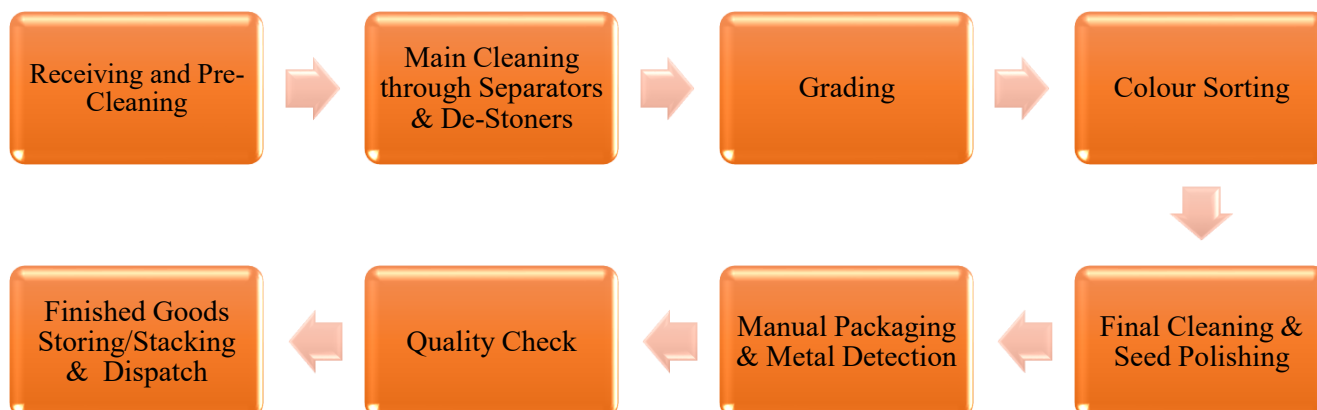 Receiving and Pre-
Cleaning
Main Cleaning
through Separators
& De-Stoners
Grading
Colour Sorting
Final Cleaning &
Seed Polishing
Manual Packaging
& Metal Detection
Quality Check
Finished Goods
Storing/Stacking
& Dispatch